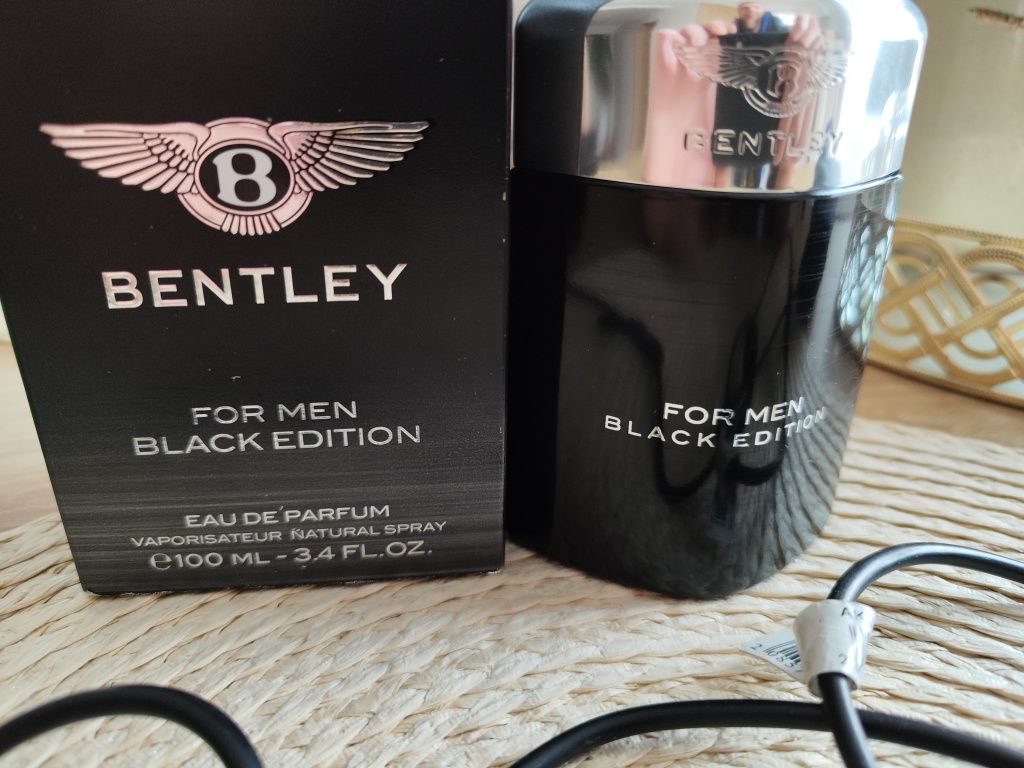 B
BENTLEY
FOR MEN
BLACK EDITION
EAU DE PARFUM
VAPORISATEUR NATURAL SPRAY
℮100 ML - 3.4 FL.OZ.
B
BENTLEY
FOR MEN
BLACK EDITION